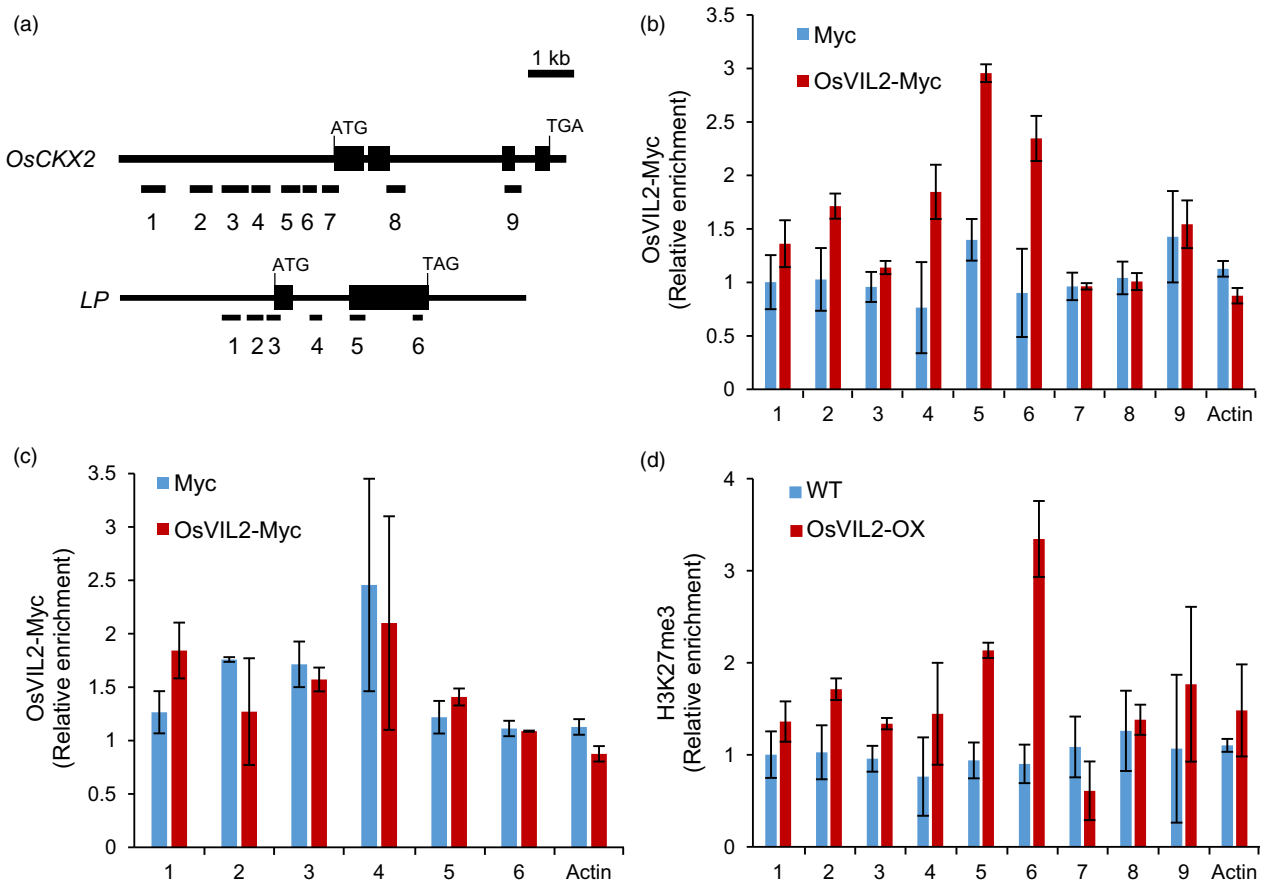 (a)
1 kb
ATG
TGA
OsCKX2
1 2 3 4 5 6 7 8 9
ATG
TAG
LP
1 2 3 4 5 6
(b)
Myc
OsVIL2-Myc
OsVIL2-Myc
(Relative enrichment)
3.5
3
2.5
2
1.5
1
0.5
0
1 2 3 4 5 6 7 8 9 Actin
(c)
Myc
OsVIL2-Myc
OsVIL2-Myc
(Relative enrichment)
3.5
3
2.5
2
1.5
1
0.5
0
1 2 3 4 5 6 Actin
(d)
WT
OsVIL2-OX
H3K27me3
(Relative enrichment)
4
3
2
1
0
1 2 3 4 5 6 7 8 9 Actin